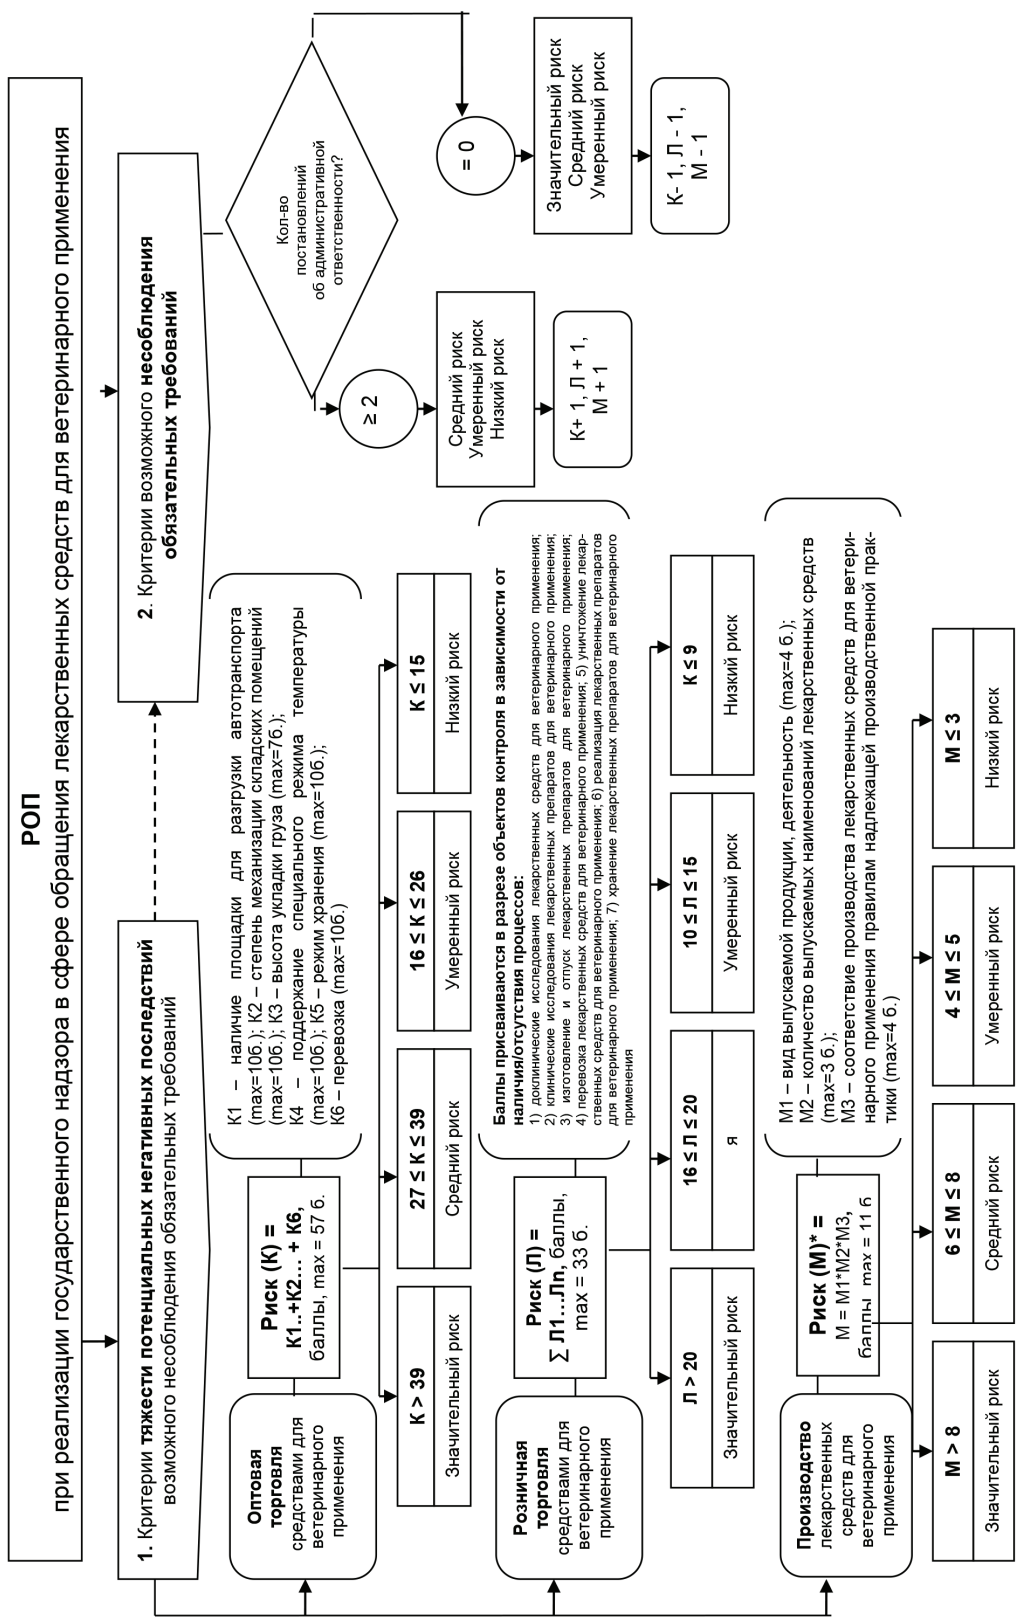 РОП
при реализации государственного надзора в сфере обращения лекарственных средств для ветеринарного применения
1. Критерии тяжести потенциальных негативных последствий
возможного несоблюдения обязательных требований
2. Критерии возможного несоблюдения
обязательных требований
Оптовая
торговля
средствами для
ветеринарного
применения
Риск (К) =
К1..+К2... + К6,
баллы, max = 57 б.
К1 – наличие площадки для разгрузки автотранспорта
(max=10б.); К2 – степень механизации складских помещений
(max=10б.); К3 – высота укладки груза (max=7б.);
К4 – поддержание специального режима температуры
(max=10б.); К5 – режим хранения (max=10б.);
К6 – перевозка (max=10б.)
К > 39
Значительный риск
27 ≤ К ≤ 39
Средний риск
16 ≤ К ≤ 26
Умеренный риск
К ≤ 15
Низкий риск
Розничная
торговля
средствами для
ветеринарного
применения
Риск (Л) =
∑ Л1...Лn, баллы,
max = 33 б.
Баллы присваиваются в разрезе объектов контроля в зависимости от
наличия/отсутствия процессов:
1) доклинические исследования лекарственных средств для ветеринарного применения;
2) клинические исследования лекарственных препаратов для ветеринарного применения;
3) изготовление и отпуск лекарственных препаратов для ветеринарного применения;
4) перевозка лекарственных средств для ветеринарного применения; 5) уничтожение лекар-
ственных средств для ветеринарного применения; 6) реализация лекарственных препаратов
для ветеринарного применения; 7) хранение лекарственных препаратов для ветеринарного
применения
Л > 20
Значительный риск
16 ≤ Л ≤ 20
я
10 ≤ Л ≤ 15
Умеренный риск
К ≤ 9
Низкий риск
Производство
лекарственных
средств для
ветеринарного
применения
Риск (М)* =
М = М1*М2*М3,
баллы max = 11 б
М1 – вид выпускаемой продукции, деятельность (max=4 б.);
М2 – количество выпускаемых наименований лекарственных средств
(max=3 б.);
М3 – соответствие производства лекарственных средств для ветери-
нарного применения правилам надлежащей производственной прак-
тики (max=4 б.)
М > 8
Значительный риск
6 ≤ М ≤ 8
Средний риск
4 ≤ М ≤ 5
Умеренный риск
М ≤ 3
Низкий риск
Кол-во
постановлений
об административной
ответственности?
≥ 2
Средний риск
Умеренный риск
Низкий риск
К+ 1, Л + 1,
М + 1
= 0
Значительный риск
Средний риск
Умеренный риск
К- 1, Л - 1,
М - 1